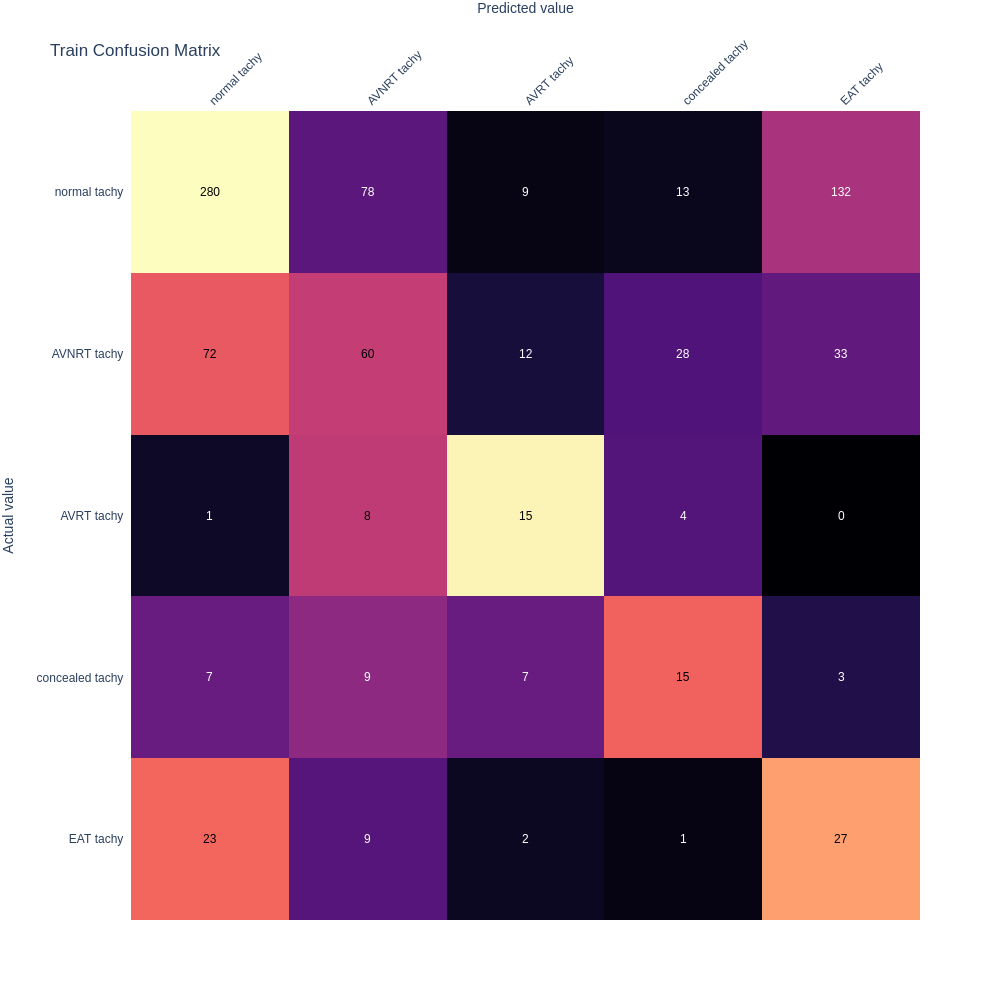 Predicted value
Train Confusion Matrix
normal tachy AVNRT tachy AVRT tachy concealed tachy EAT tachy
normal tachy 280 78 9 13 132
AVNRT tachy 72 60 12 28 33
Actual value
AVRT tachy 1 8 15 4 0
concealed tachy 7 9 7 15 3
EAT tachy 23 9 2 1 27